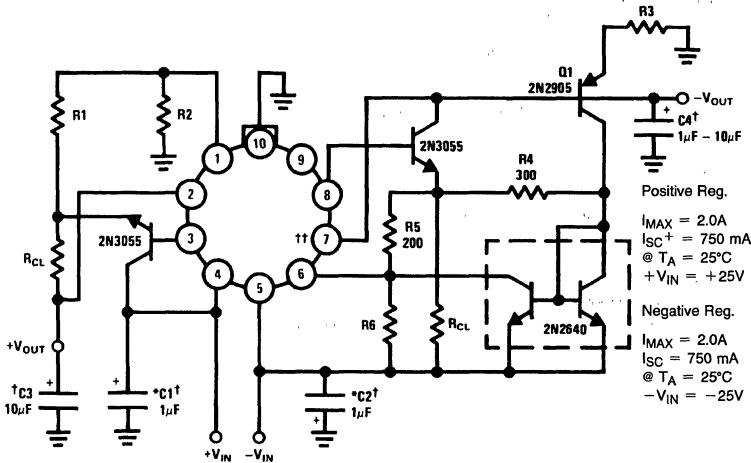 R3
Q1
2N2905
−VOUT
C4†
1µF – 10µF
R1
R2
10
1
9
2N3055
2
8
R4
300
Positive Reg.
IMAX = 2.0A
ISC+ = 750 mA
@ TA = 25°C
+VIN = +25V
RCL
2N3055
3
††
7
R5
200
4
5
6
R6
RCL
2N2640
Negative Reg.
IMAX = 2.0A
ISC = 750 mA
@ TA = 25°C
−VIN = −25V
+VOUT
†C3
10µF
+
*C1†
1µF
+
*C2†
1µF
+
+
+VIN
−VIN